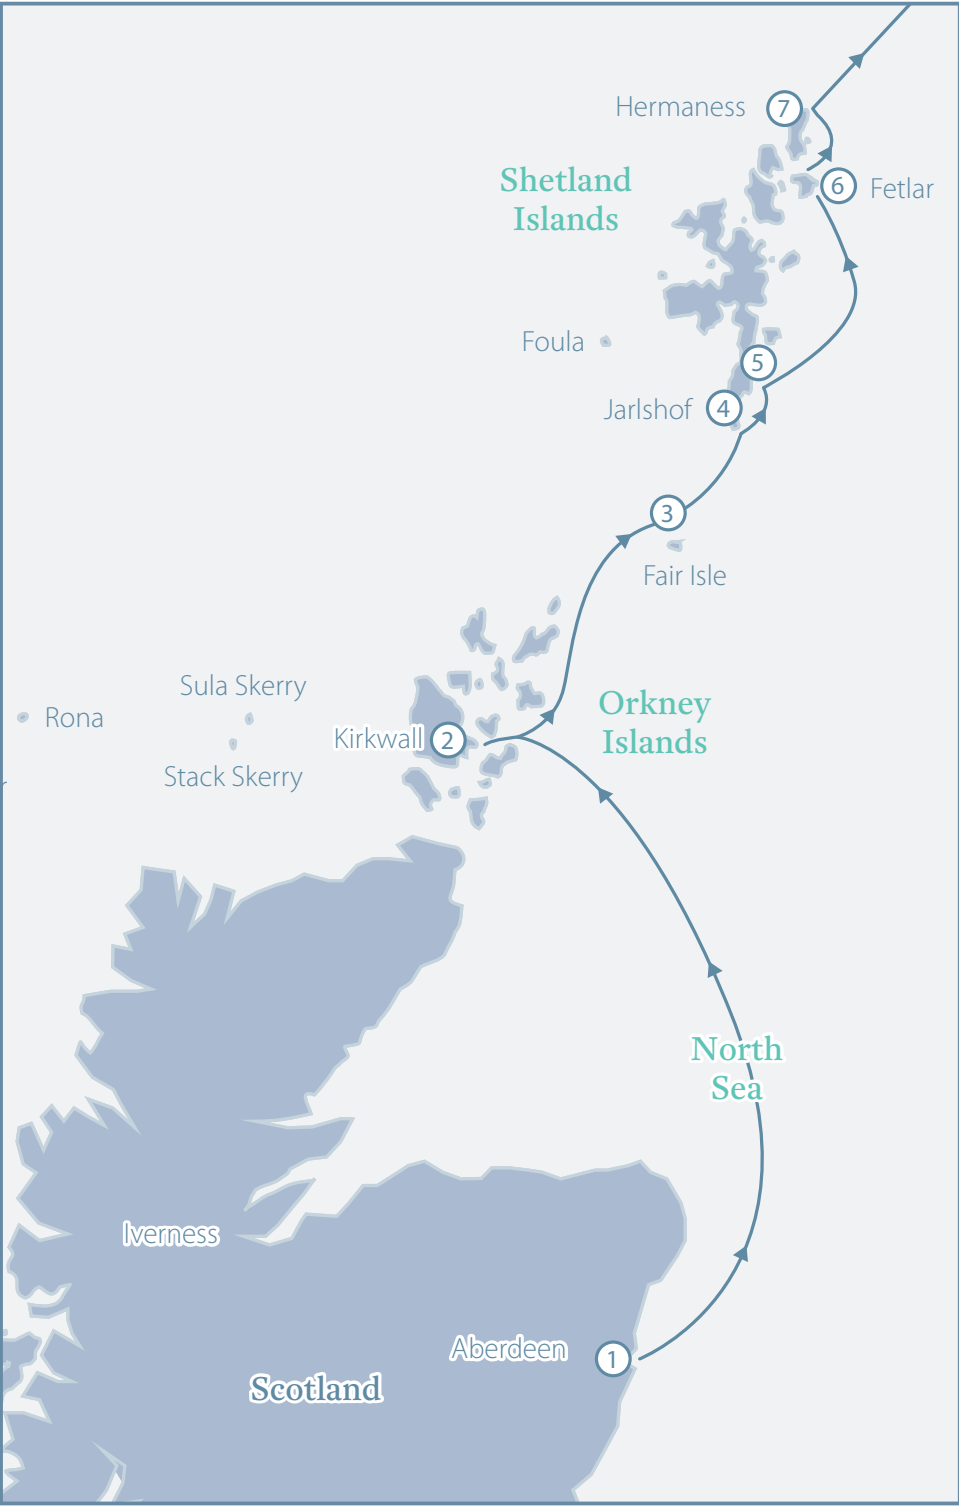 Hermaness 7
Shetland
Islands
6 Fetlar
Foula
5
Jarlshof 4
3
Fair Isle
Sula Skerry
Rona
Orkney
Islands
Kirkwall 2
Stack Skerry
North
Sea
Iverness
Aberdeen 1
Scotland